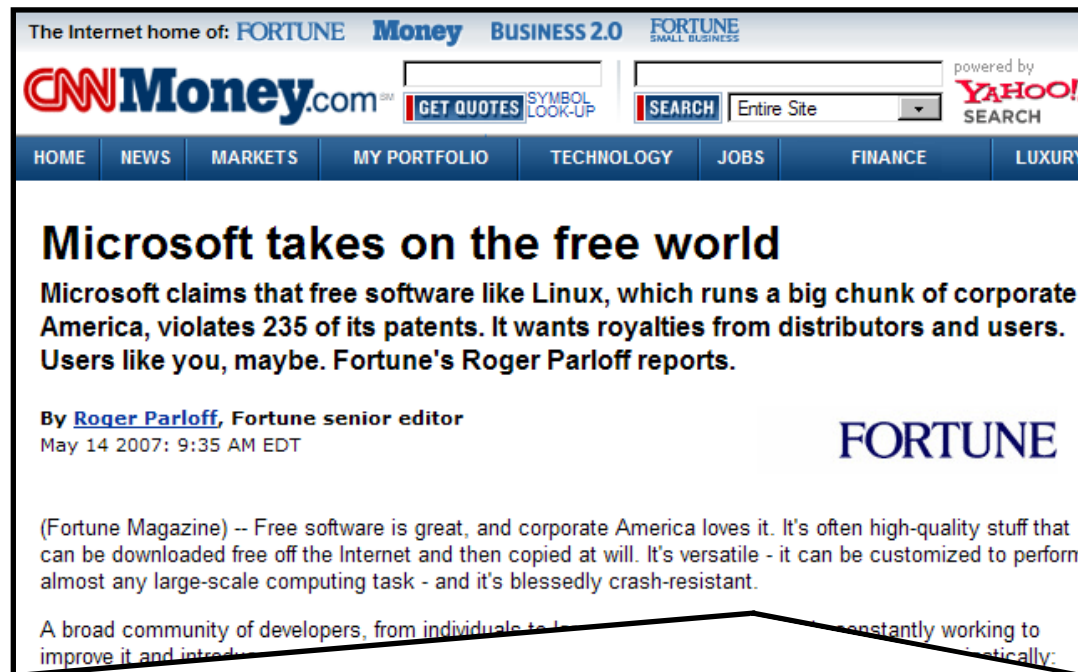 The Internet home of: FORTUNE Money BUSINESS 2.0 FORTUNE SMALL BUSINESS
CNNMoney.com SM
GET QUOTES SYMBOL LOOK-UP SEARCH Entire Site
powered by
YAHOO!
SEARCH
HOME NEWS MARKETS MY PORTFOLIO TECHNOLOGY JOBS FINANCE LUXURY
Microsoft takes on the free world
Microsoft claims that free software like Linux, which runs a big chunk of corporate
America, violates 235 of its patents. It wants royalties from distributors and users.
Users like you, maybe. Fortune's Roger Parloff reports.
By Roger Parloff, Fortune senior editor
May 14 2007: 9:35 AM EDT
FORTUNE
(Fortune Magazine) -- Free software is great, and corporate America loves it. It's often high-quality stuff that
can be downloaded free off the Internet and then copied at will. It's versatile - it can be customized to perform
almost any large-scale computing task - and it's blessedly crash-resistant.
A broad community of developers, from individuals to constantly working to
improve it and